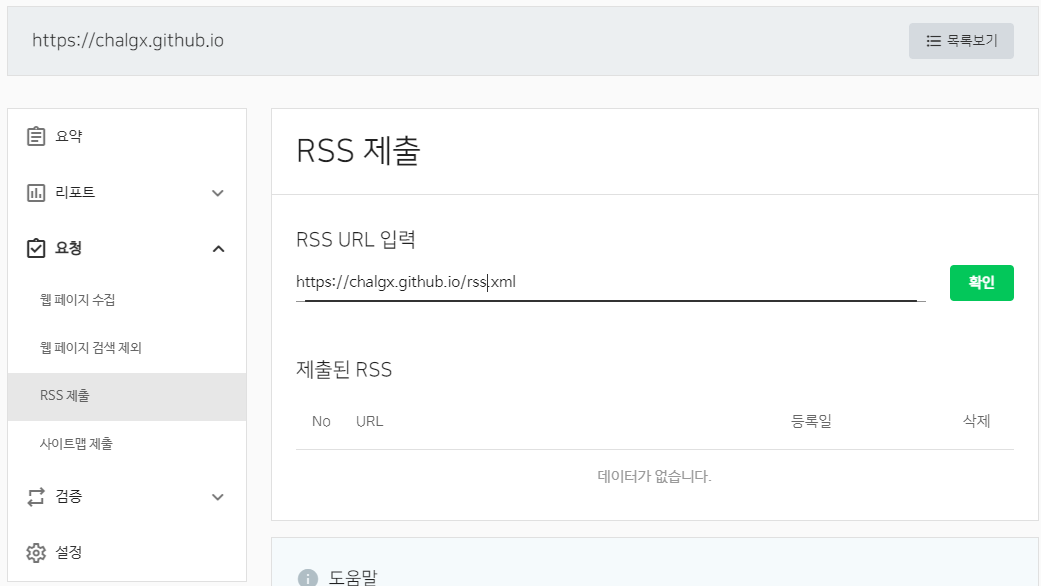 https://chalgx.github.io
목록보기
요약
리포트
요청
웹 페이지 수집
웹 페이지 검색 제외
RSS 제출
사이트맵 제출
검증
설정
RSS 제출
RSS URL 입력
https://chalgx.github.io/rss.xml
확인
제출된 RSS
No URL 등록일 삭제
데이터가 없습니다.
도움말